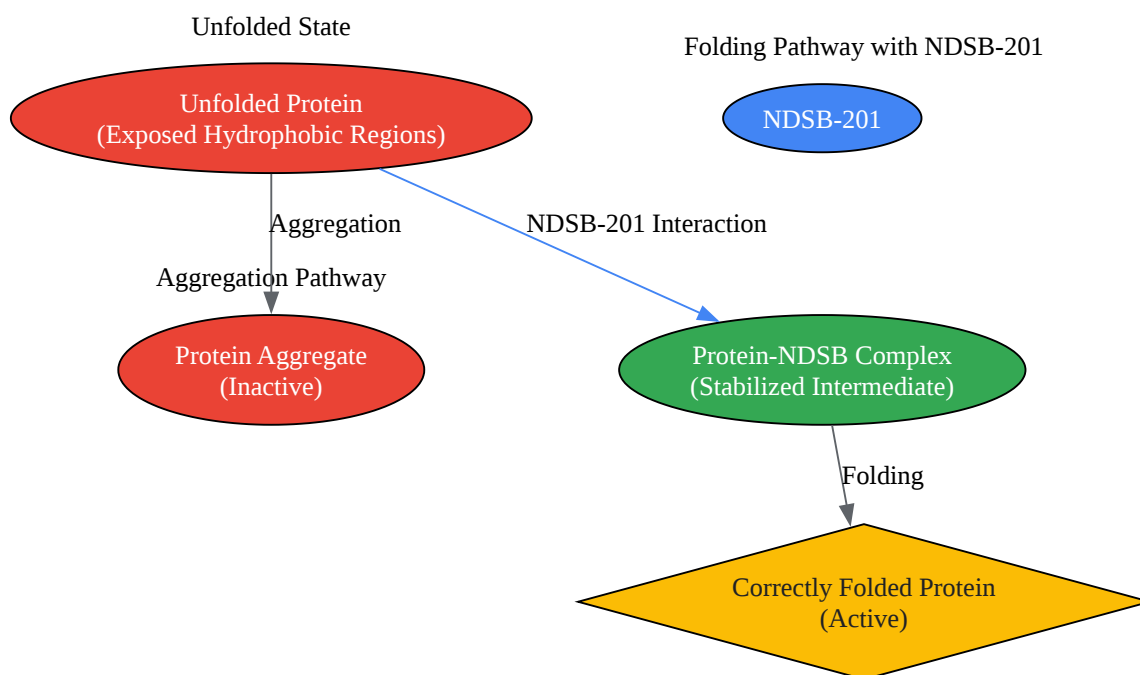 Unfolded State
Folding Pathway with NDSB-201
Unfolded Protein
(Exposed Hydrophobic Regions)
NDSB-201
Aggregation
NDSB-201 Interaction
Aggregation Pathway
Protein Aggregate
(Inactive)
Protein-NDSB Complex
(Stabilized Intermediate)
Folding
Correctly Folded Protein
(Active)